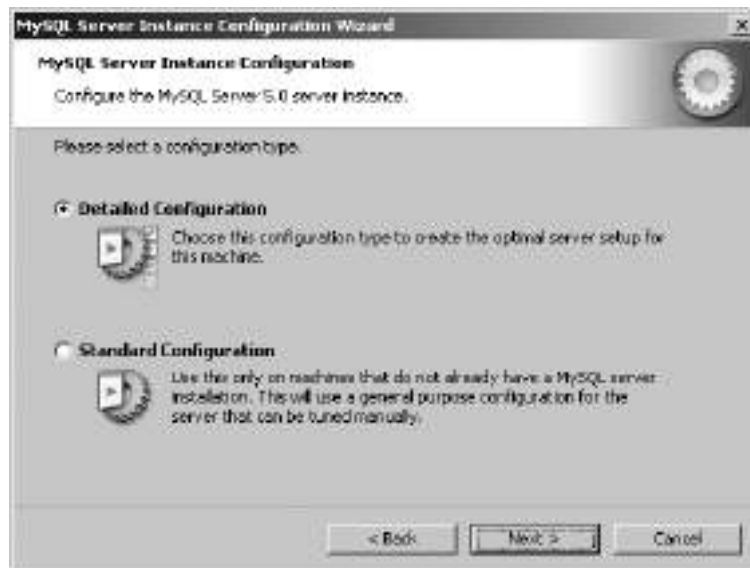 MySQL Server Instance Configuration Wizard
MySQL Server Instance Configuration
Configure the MySQL Server 5.0 server instance.
Please select a configuration type.
Detailed Configuration
Choose this configuration type to create the optimal server setup for
this machine.
Standard Configuration
Use this only on machines that do not already have a MySQL server
installation. This will use a general purpose configuration for the
server that can be tuned manually.
< Back
Next >
Cancel